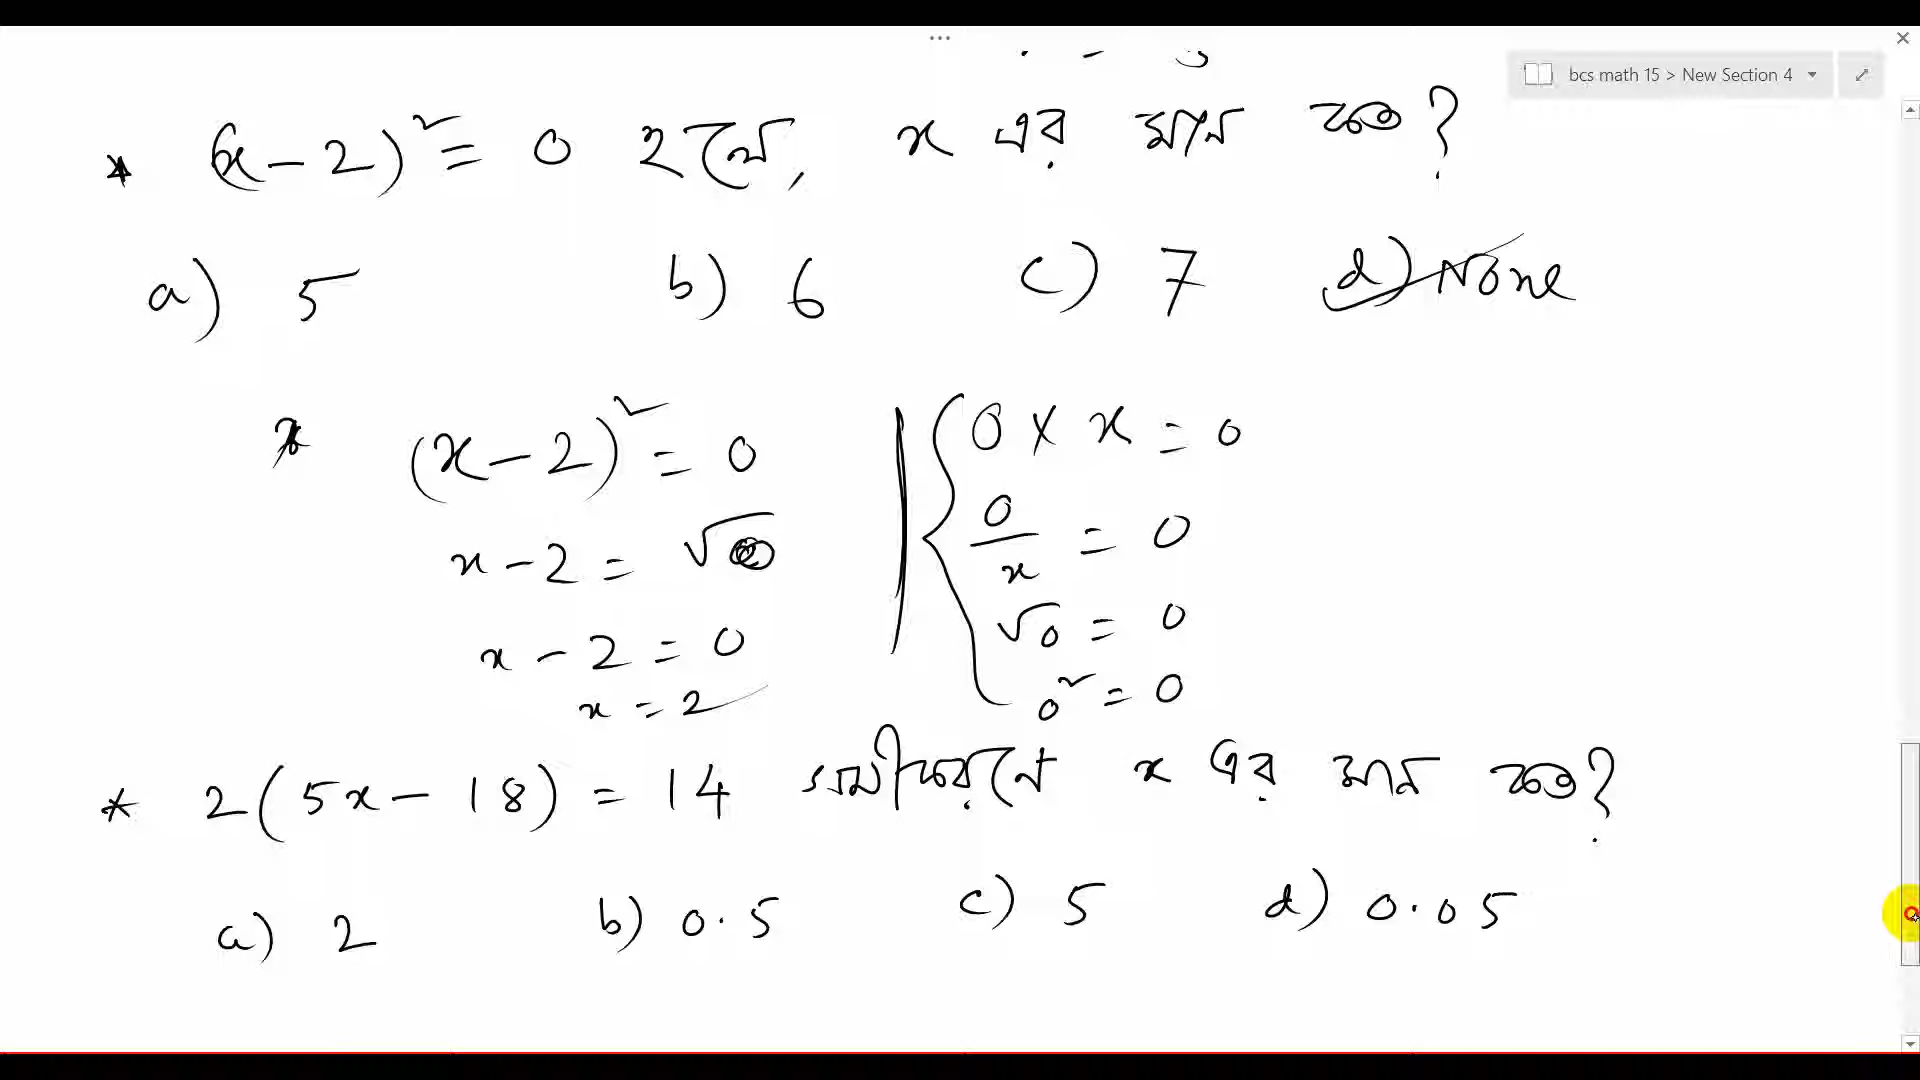 bcs math 15 > New Section 4
* (x-2)² = 0 হলে, x এর মান কত?
a) 5 b) 6 c) 7 d) None
(x-2)² = 0
x-2 = √0
x-2 = 0
x = 2
0 × x = 0
0/x = 0
√0 = 0
0² = 0
* 2(5x-18) = 14 সমীকরনে x এর মান কত?
a) 2 b) 0.5 c) 5 d) 0.05